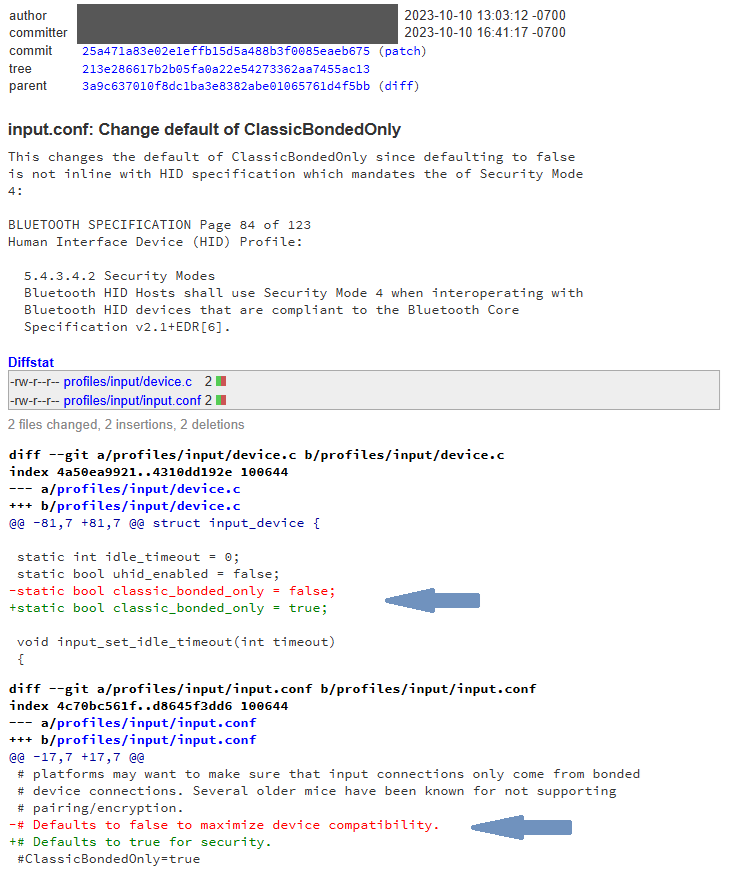 author 2023-10-10 13:03:12 -0700
committer 2023-10-10 16:41:17 -0700
commit 25a471a83e02e1effb15d5a488b3f0085eaeb675 (patch)
tree 213e286617b2b05fa0a22e54273362aa7455ac13
parent 3a9c637010f8dc1ba3e8382abe01065761d4f5bb (diff)
input.conf: Change default of ClassicBondedOnly
This changes the default of ClassicBondedOnly since defaulting to false
is not inline with HID specification which mandates the of Security Mode
4:
BLUETOOTH SPECIFICATION Page 84 of 123
Human Interface Device (HID) Profile:
5.4.3.4.2 Security Modes
Bluetooth HID Hosts shall use Security Mode 4 when interoperating with
Bluetooth HID devices that are compliant to the Bluetooth Core
Specification v2.1+EDR[6].
Diffstat
-rw-r--r-- profiles/input/device.c 2
-rw-r--r-- profiles/input/input.conf 2
2 files changed, 2 insertions, 2 deletions
diff --git a/profiles/input/device.c b/profiles/input/device.c
index 4a50ea9921..4310dd192e 100644
--- a/profiles/input/device.c
+++ b/profiles/input/device.c
@@ -81,7 +81,7 @@ struct input_device {
static int idle_timeout = 0;
static bool uhid_enabled = false;
-static bool classic_bonded_only = false;
+static bool classic_bonded_only = true;
void input_set_idle_timeout(int timeout)
{
diff --git a/profiles/input/input.conf b/profiles/input/input.conf
index 4c70bc561f..d8645f3dd6 100644
--- a/profiles/input/input.conf
+++ b/profiles/input/input.conf
@@ -17,7 +17,7 @@
# platforms may want to make sure that input connections only come from bonded
# device connections. Several older mice have been known for not supporting
# pairing/encryption.
-# Defaults to false to maximize device compatibility.
+# Defaults to true for security.
#ClassicBondedOnly=true